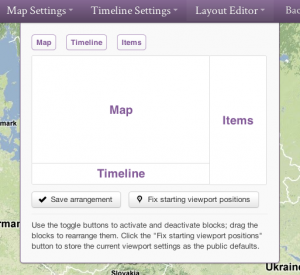 Map Settings Timeline Settings Layout Editor Bac
Map Timeline Items
Map
Items
Timeline
Save arrangement Fix starting viewport positions
Use the toggle buttons to activate and deactivate blocks; drag the
blocks to rearrange them. Click the "Fix starting viewport positions"
button to store the current viewport settings as the public defaults.
mark
rmar
Ukrain
Slovakia